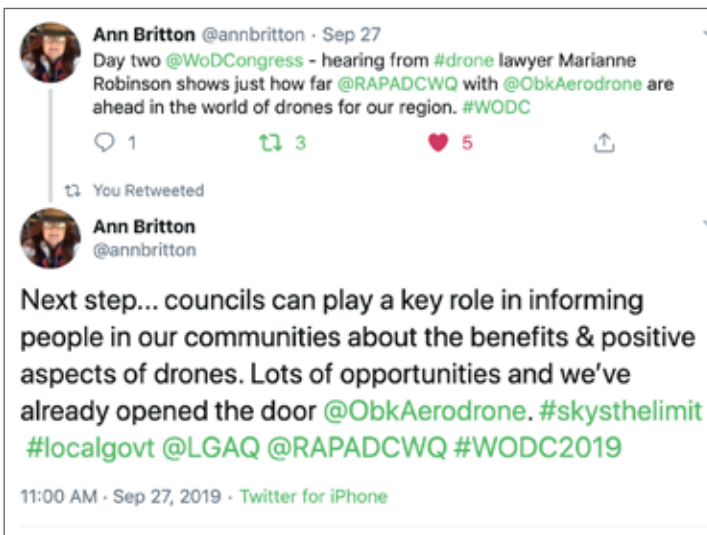 Ann Britton @annbritton · Sep 27
Day two @WoDCongress - hearing from #drone lawyer Marianne
Robinson shows just how far @RAPADCWQ with @ObkAerodrone are
ahead in the world of drones for our region. #WODC
1 3 5
You Retweeted
Ann Britton
@annbritton
Next step... councils can play a key role in informing
people in our communities about the benefits & positive
aspects of drones. Lots of opportunities and we've
already opened the door @ObkAerodrone. #skysthelimit
#localgovt @LGAQ @RAPADCWQ #WODC2019
11:00 AM · Sep 27, 2019 · Twitter for iPhone